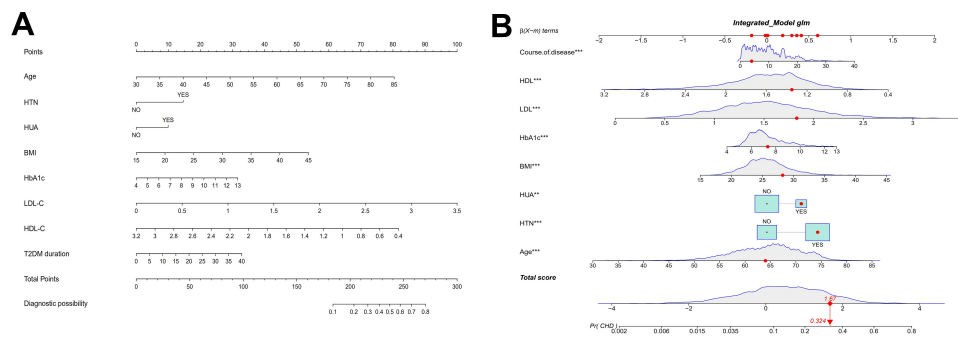 A
Points
0 10 20 30 40 50 60 70 80 90 100
Age
30 35 40 45 50 55 60 65 70 75 80 85
HTN
YES
NO
HUA
YES
NO
BMI
15 20 25 30 35 40 45
HbA1c
4 5 6 7 8 9 10 11 12 13
LDL-C
0 0.5 1 1.5 2 2.5 3 3.5
HDL-C
3.2 3 2.8 2.6 2.4 2.2 2 1.8 1.6 1.4 1.2 1 0.8 0.6 0.4
T2DM duration
0 5 10 15 20 25 30 35 40
Total Points
0 50 100 150 200 250 300
Diagnostic possibility
0.1 0.2 0.3 0.4 0.5 0.6 0.7 0.8
B
Integrated_Model glm
β(X−m) terms
−2 −1.5 −1 −0.5 0 0.5 1 1.5 2
Course.of.disease***
0 10 20 30 40
HDL***
3.2 2.8 2.4 2 1.6 1.2 0.8 0.4
LDL***
0 0.5 1 1.5 2 2.5 3
HbA1c***
4 6 8 10 12 13
BMI***
15 20 25 30 35 40 45
HUA**
NO
YES
HTN***
NO
YES
Age***
30 35 40 45 50 55 60 65 70 75 80 85
Total score
1.67
−4 −2 0 2 4
0.324
Pr( CHD )
0.002 0.006 0.015 0.035 0.1 0.2 0.4 0.6 0.8